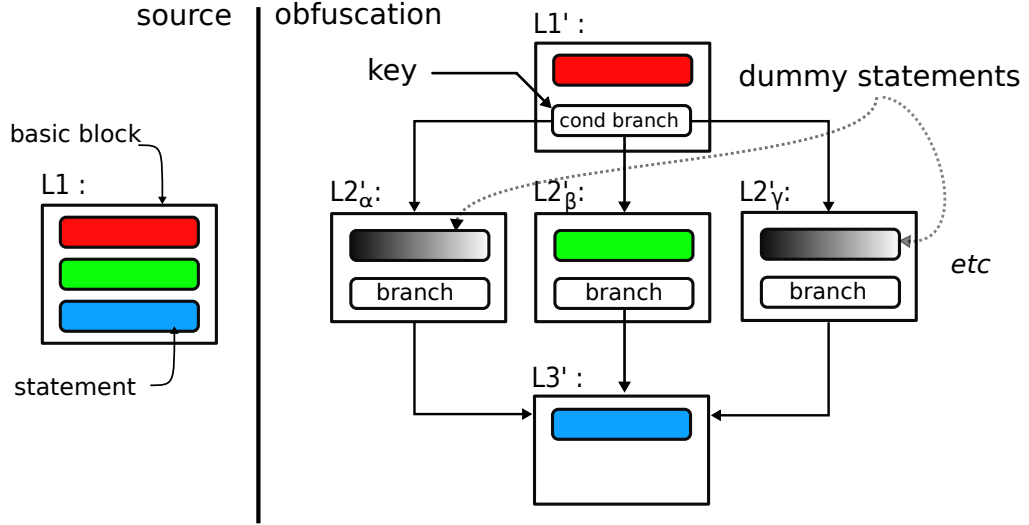 source
obfuscation
L1' :
key
dummy statements
cond branch
basic block
L1 :
L2'α:
L2'β:
L2'γ:
etc
branch
branch
branch
statement
L3' :